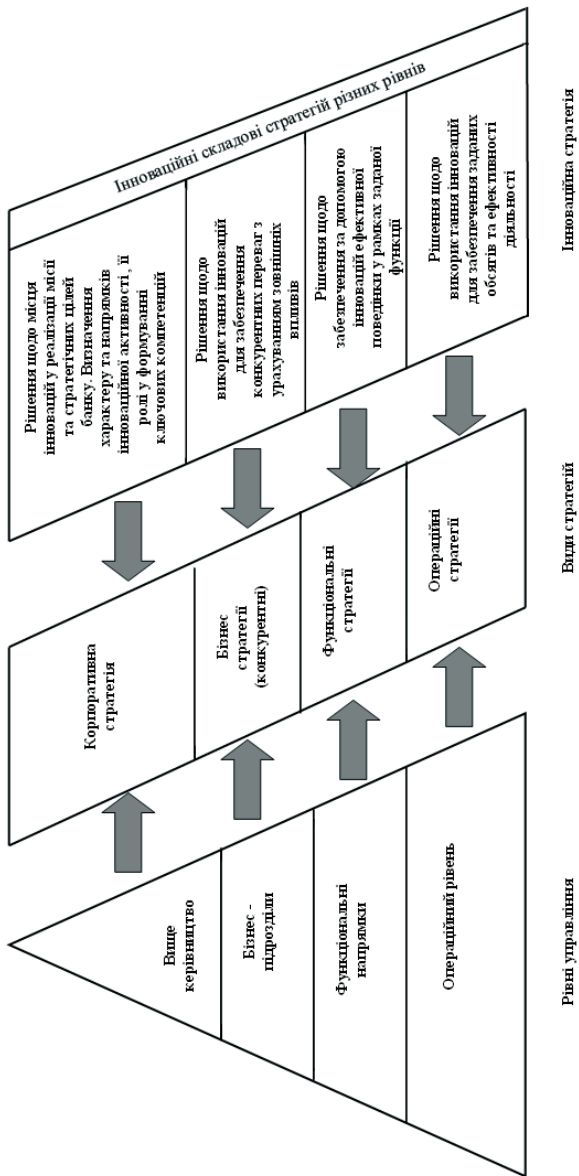 Вище
керівництво
Бізнес –
підрозділи
Функціональні
напрямки
Операційний рівень
Рівні управління
Корпоративна
стратегія
Бізнес
стратегії
(конкурентні)
Функціональні
стратегії
Операційні
стратегії
Види стратегій
Рішення щодо місця
інновацій у реалізації місії
та стратегічних цілей
банку. Визначення
характеру та напрямків
інноваційної активності, її
ролі у формуванні
ключових компетенцій
Рішення щодо
використання інновацій
для забезпечення
конкурентних переваг з
урахуванням зовнішніх
впливів
Рішення щодо
забезпечення за допомогою
інновацій ефективної
поведінки у рамках заданої
функції
Рішення щодо
використання інновацій
для забезпечення заданих
обсягів та ефективності
діяльності
Інноваційні складові стратегій різних рівнів
Інноваційна стратегія